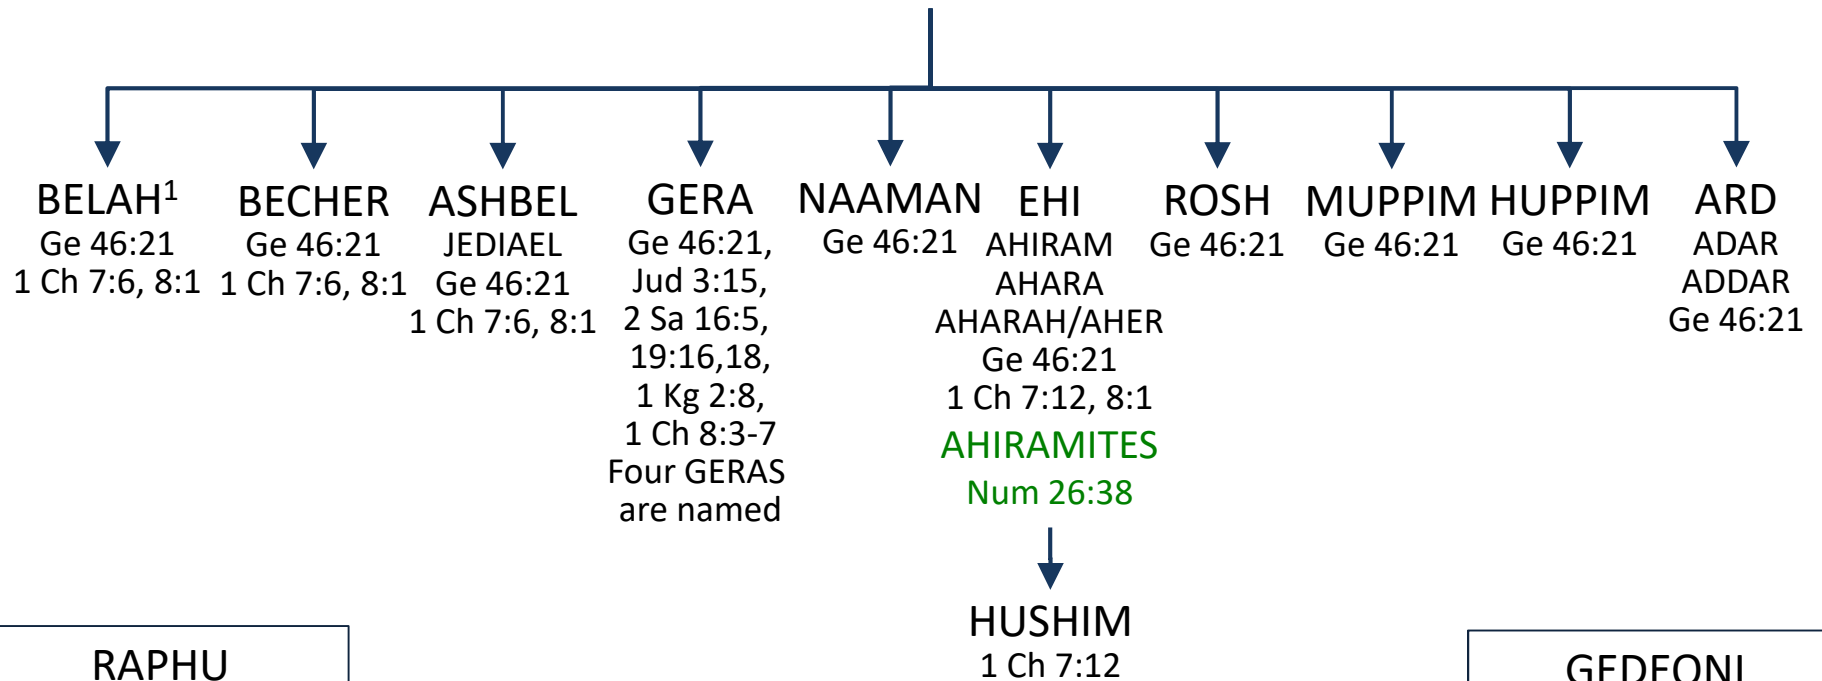 BELAH¹
Ge 46:21
1 Ch 7:6, 8:1
BECHER
Ge 46:21
1 Ch 7:6, 8:1
ASHBEL
JEDIAEL
Ge 46:21
1 Ch 7:6, 8:1
GERA
Ge 46:21,
Jud 3:15,
2 Sa 16:5,
19:16,18,
1 Kg 2:8,
1 Ch 8:3-7
Four GERAS
are named
NAAMAN
Ge 46:21
EHI
AHIRAM
AHARA
AHARAH/AHER
Ge 46:21
1 Ch 7:12, 8:1
AHIRAMITES
Num 26:38
HUSHIM
1 Ch 7:12
ROSH
Ge 46:21
MUPPIM
Ge 46:21
HUPPIM
Ge 46:21
ARD
ADAR
ADDAR
Ge 46:21
RAPHU
GEDEONI